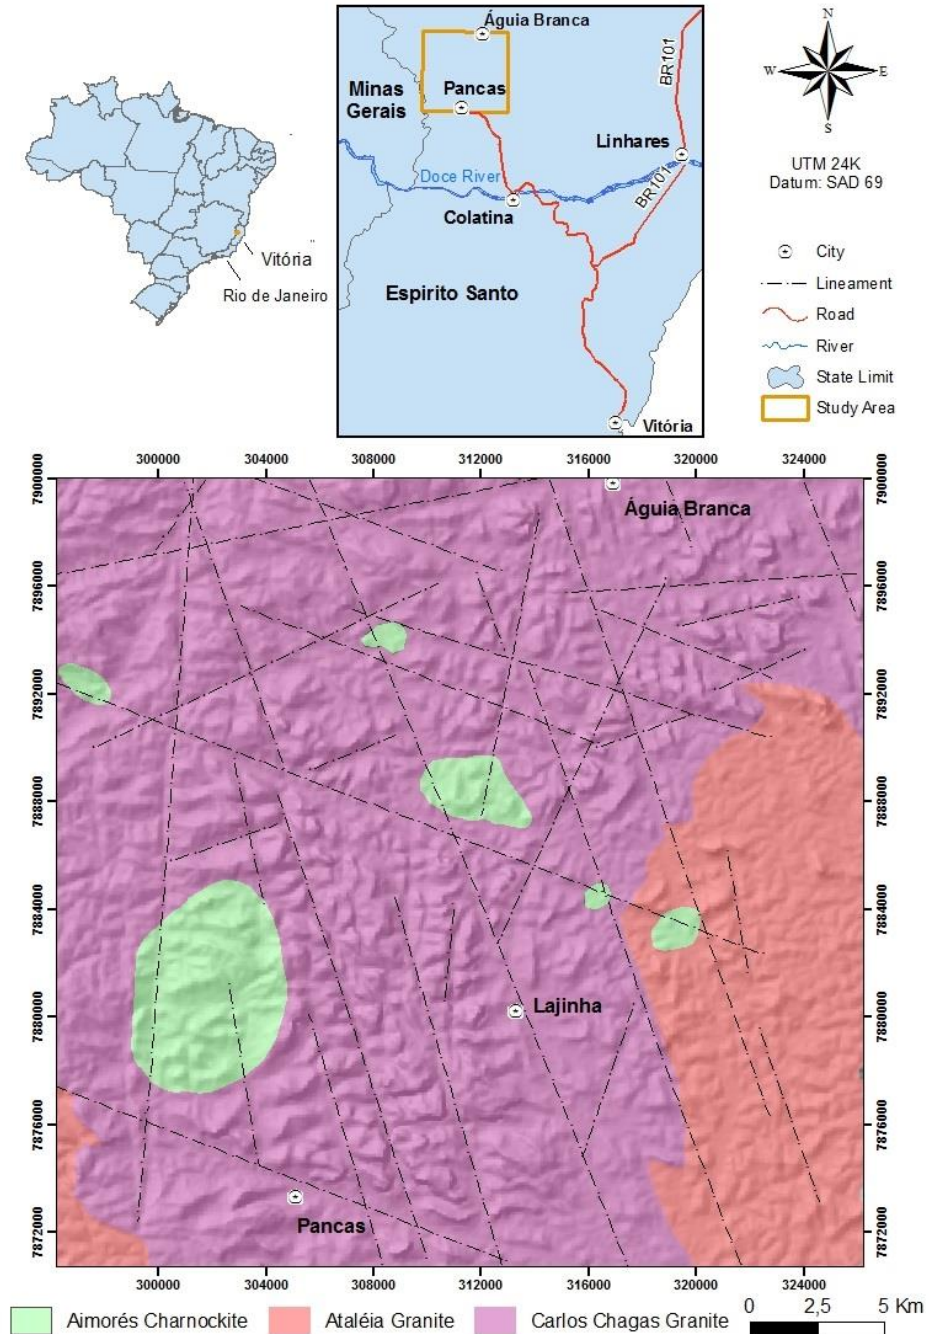 Águia Branca
Minas
Gerais
Pancas
BR101
Linhares
Doce River
BR101
Colatina
Espirito Santo
Vitória
Vitória
Rio de Janeiro
N
W
E
S
UTM 24K
Datum: SAD 69
City
Lineament
Road
River
State Limit
Study Area
300000 304000 308000 312000 316000 320000 324000
7900000 7900000
Águia Branca
7896000 7896000
7892000 7892000
7888000 7888000
7884000 7884000
Lajinha
7880000 7880000
7876000 7876000
Pancas
7872000 7872000
300000 304000 308000 312000 316000 320000 324000
Aimorés Charnockite Ataléia Granite Carlos Chagas Granite
0 2,5 5 Km